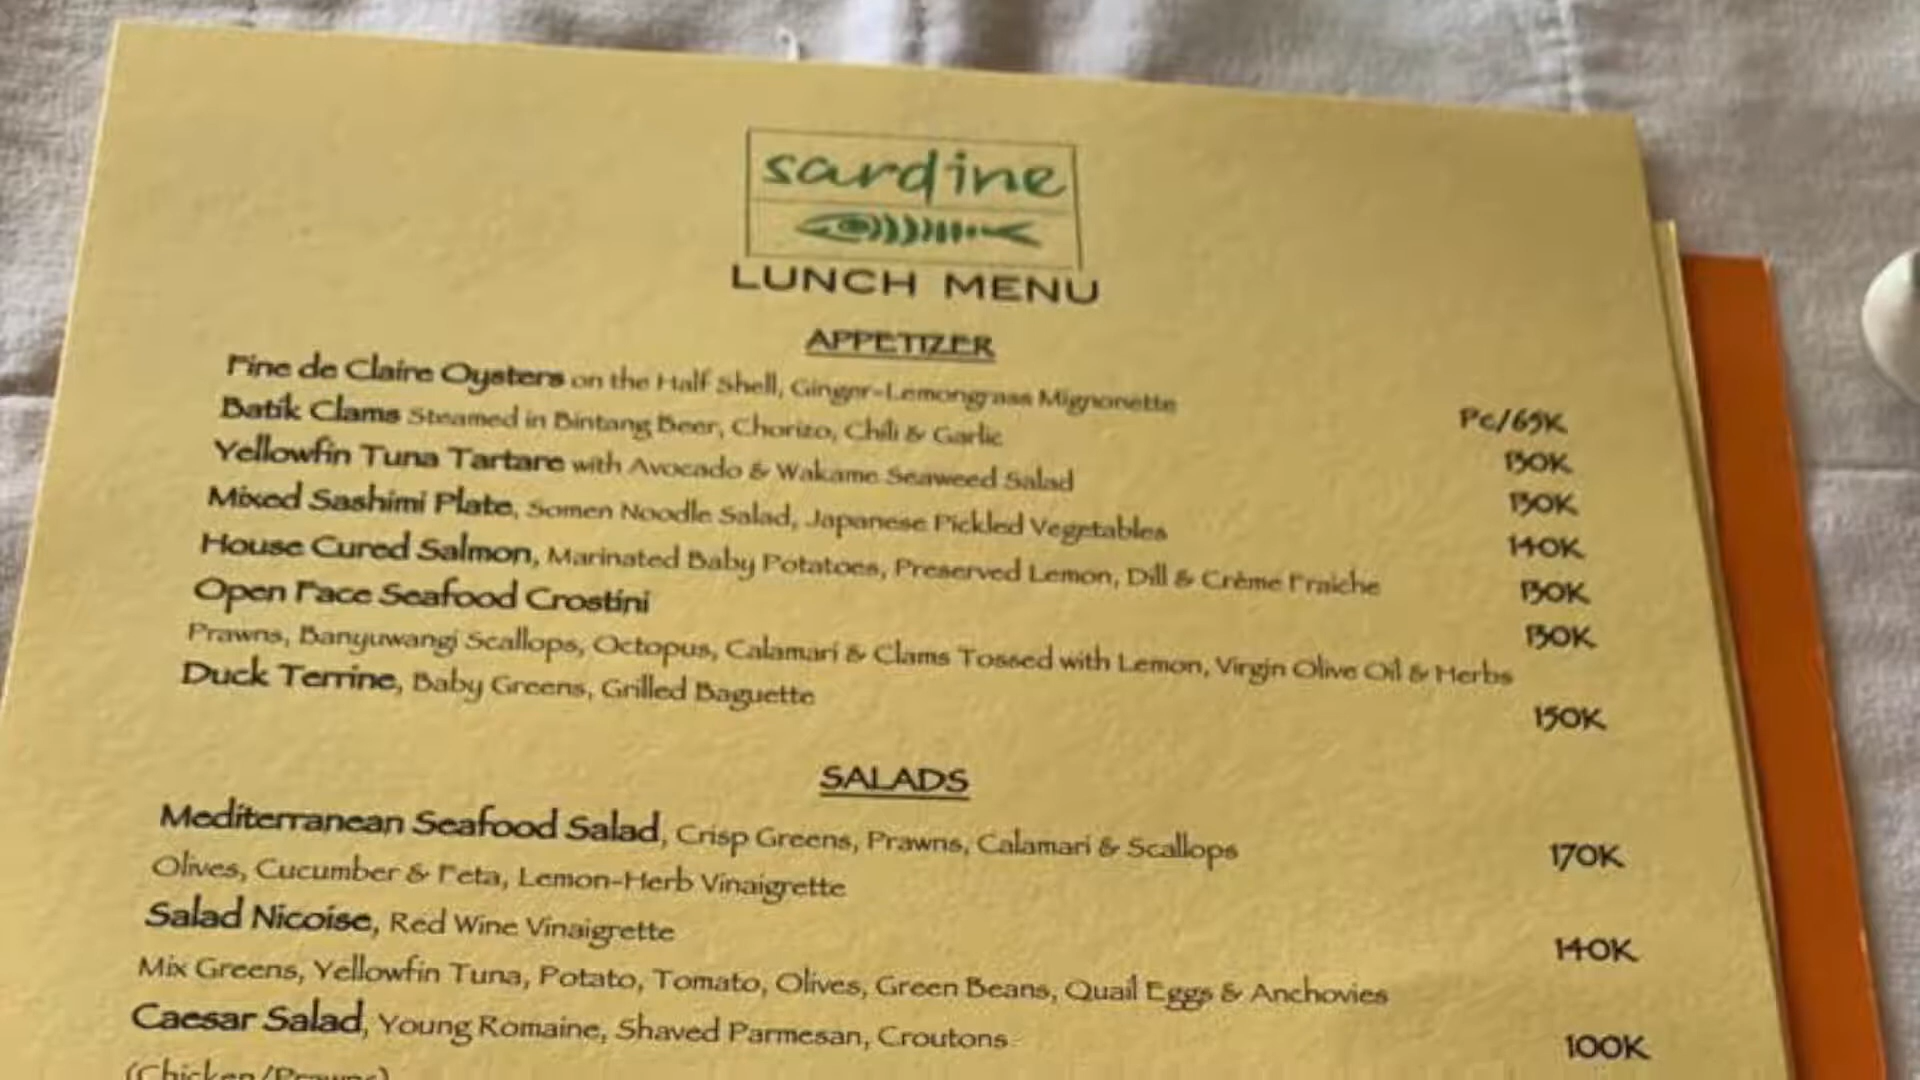 sardine
LUNCH MENU
APPETIZER
Fine de Claire Oysters on the Half Shell, Ginger-Lemongrass Mignonette Pc/65K
Batik Clams Steamed in Bintang Beer, Chorizo, Chili & Garlic 130K
Yellowfin Tuna Tartare with Avocado & Wakame Seaweed Salad 130K
Mixed Sashimi Plate, Somen Noodle Salad, Japanese Pickled Vegetables 140K
House Cured Salmon, Marinated Baby Potatoes, Preserved Lemon, Dill & Crème Fraiche 130K
Open Face Seafood Crostini 130K
Prawns, Banyuwangi Scallops, Octopus, Calamari & Clams Tossed with Lemon, Virgin Olive Oil & Herbs
Duck Terrine, Baby Greens, Grilled Baguette 150K
SALADS
Mediterranean Seafood Salad, Crisp Greens, Prawns, Calamari & Scallops 170K
Olives, Cucumber & Feta, Lemon-Herb Vinaigrette
Salad Nicoise, Red Wine Vinaigrette 140K
Mix Greens, Yellowfin Tuna, Potato, Tomato, Olives, Green Beans, Quail Eggs & Anchovies
Caesar Salad, Young Romaine, Shaved Parmesan, Croutons 100K
(Chicken/Prawns)